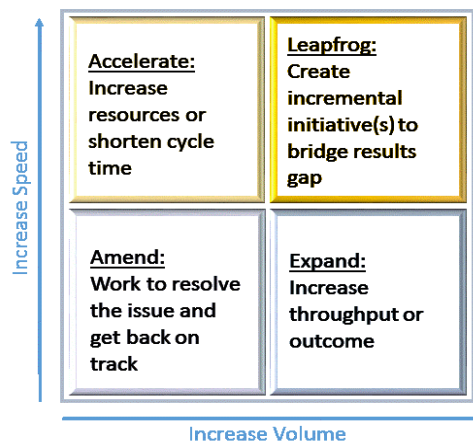 Increase Speed
Accelerate:
Increase
resources or
shorten cycle
time
Leapfrog:
Create
incremental
initiative(s) to
bridge results
gap
Amend:
Work to resolve
the issue and
get back on
track
Expand:
Increase
throughput or
outcome
Increase Volume